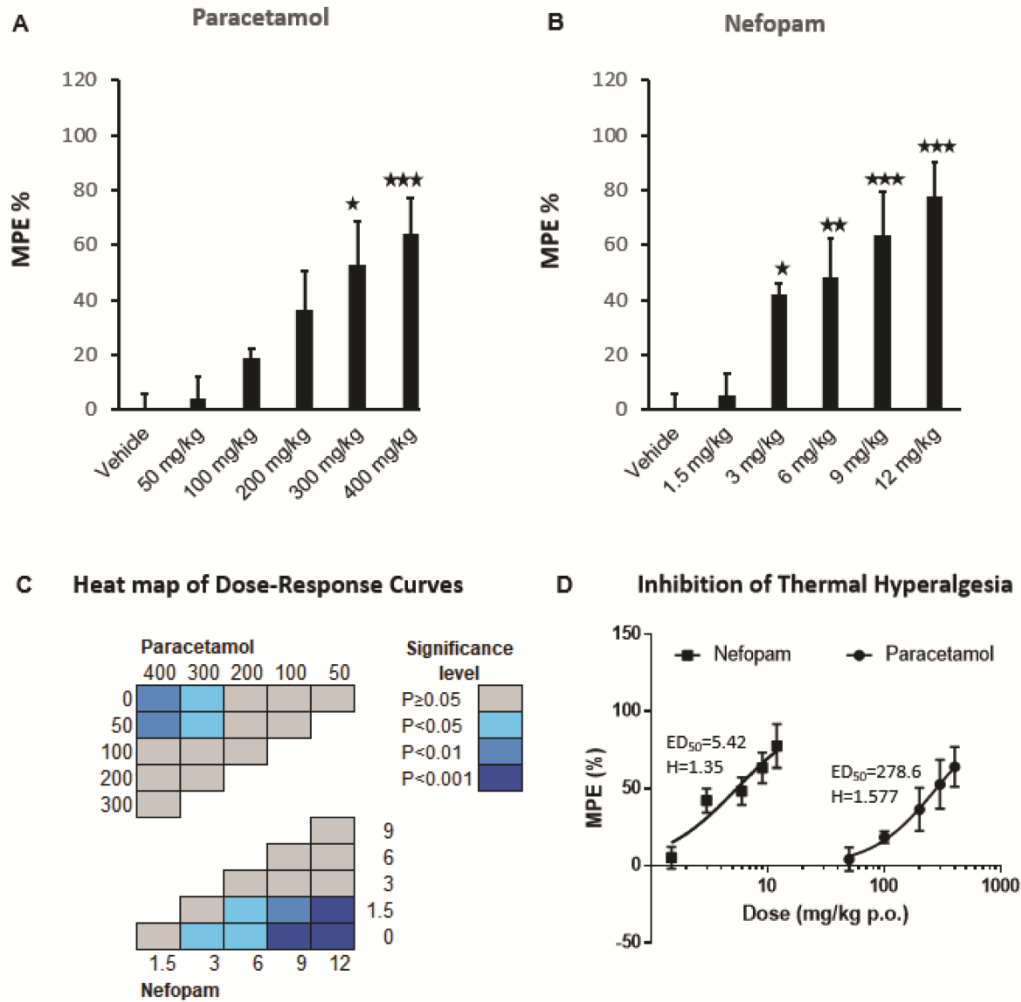 A
Paracetamol
MPE %
120
100
80
60
40
20
0
★
★★★
Vehicle
50 mg/kg
100 mg/kg
200 mg/kg
300 mg/kg
400 mg/kg
B
Nefopam
MPE %
120
100
80
60
40
20
0
★
★★
★★★
★★★
Vehicle
1.5 mg/kg
3 mg/kg
6 mg/kg
9 mg/kg
12 mg/kg
C
Heat map of Dose-Response Curves
Paracetamol
400 300 200 100 50
0
50
100
200
300
9
6
3
1.5
0
1.5 3 6 9 12
Nefopam
Significance
level
P≥0.05
P<0.05
P<0.01
P<0.001
D
Inhibition of Thermal Hyperalgesia
Nefopam
Paracetamol
MPE (%)
150
100
50
0
-50
ED₅₀=5.42
H=1.35
ED₅₀=278.6
H=1.577
10 100 1000
Dose (mg/kg p.o.)